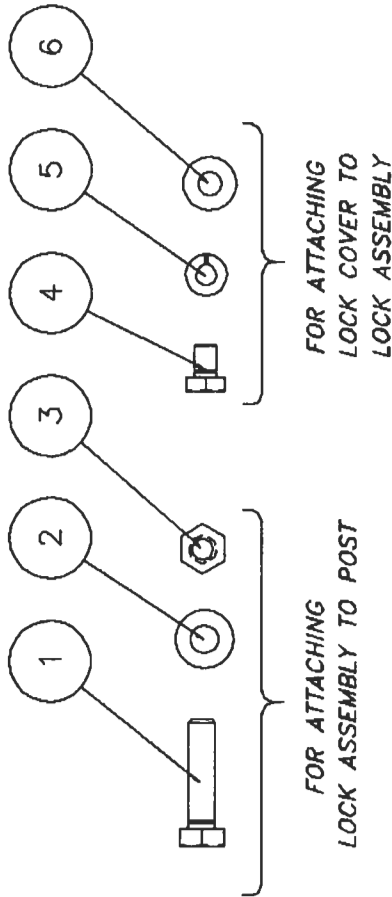 1
2
3
4
5
6
FOR ATTACHING
LOCK ASSEMBLY TO POST
FOR ATTACHING
LOCK COVER TO
LOCK ASSEMBLY